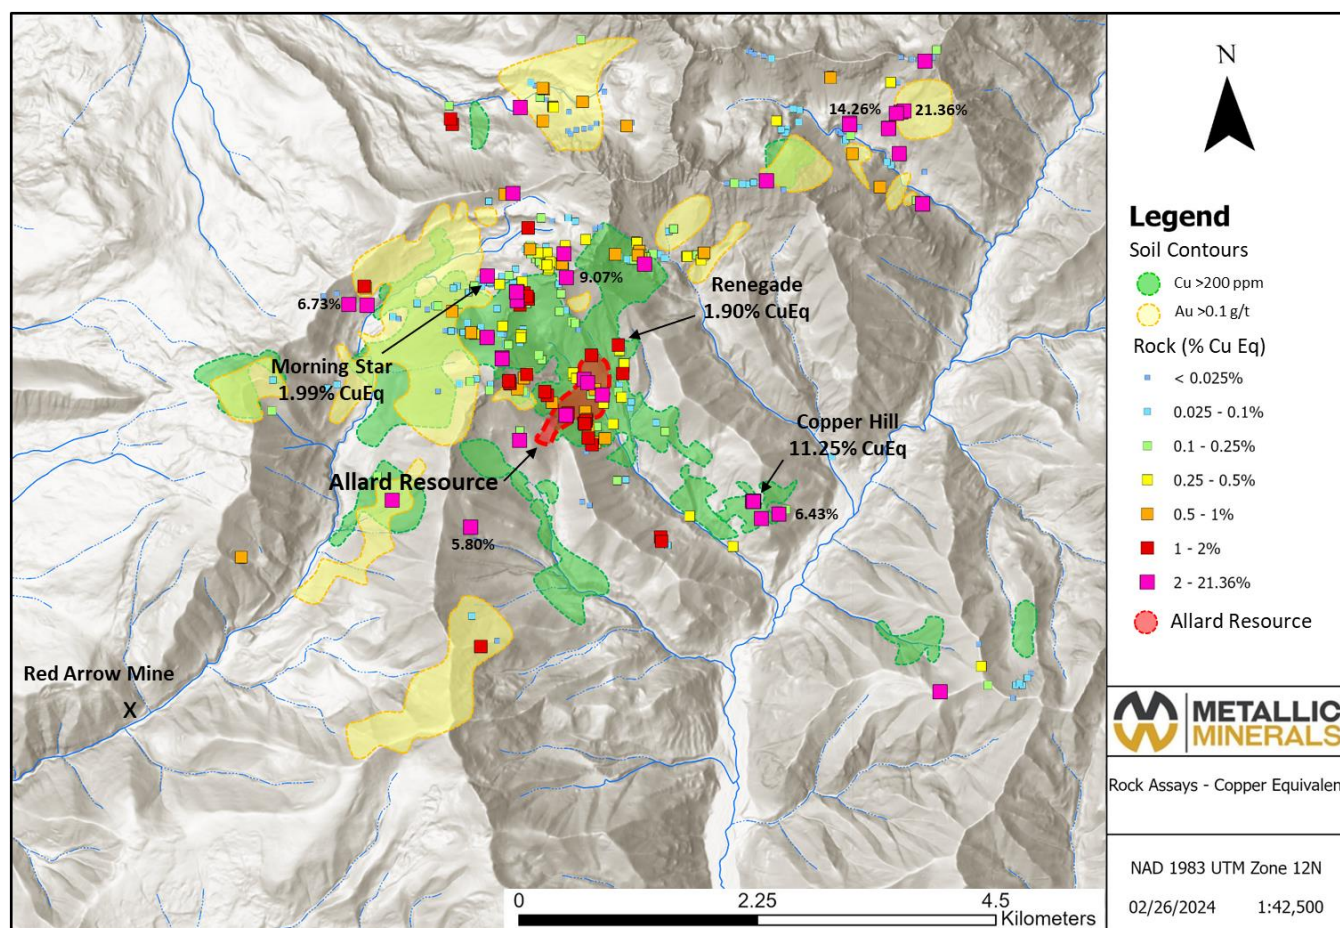 14.26%
21.36%
9.07%
6.73%
Renegade
1.90% CuEq
Morning Star
1.99% CuEq
Copper Hill
11.25% CuEq
Allard Resource
6.43%
5.80%
Red Arrow Mine
X
0
2.25
4.5
Kilometers
N
Legend
Soil Contours
Cu >200 ppm
Au >0.1 g/t
Rock (% Cu Eq)
< 0.025%
0.025 - 0.1%
0.1 - 0.25%
0.25 - 0.5%
0.5 - 1%
1 - 2%
2 - 21.36%
Allard Resource
METALLIC
MINERALS
Rock Assays - Copper Equivalen
NAD 1983 UTM Zone 12N
02/26/2024 1:42,500